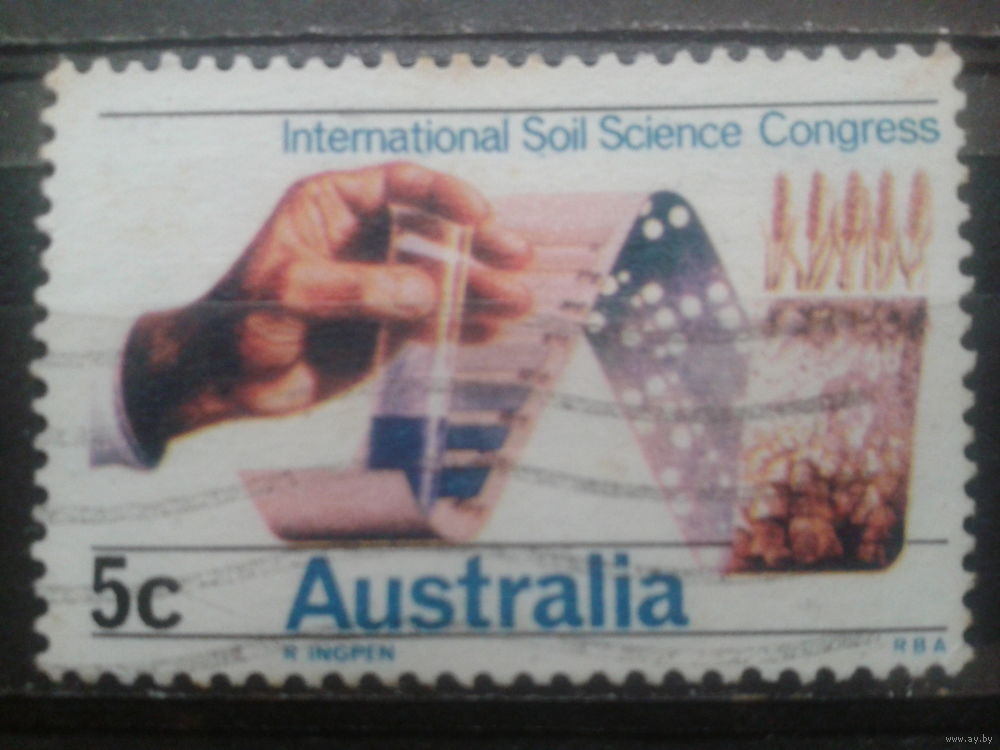 International Soil Science Congress
5c Australia
R INGPEN
RBA
www.ay.by